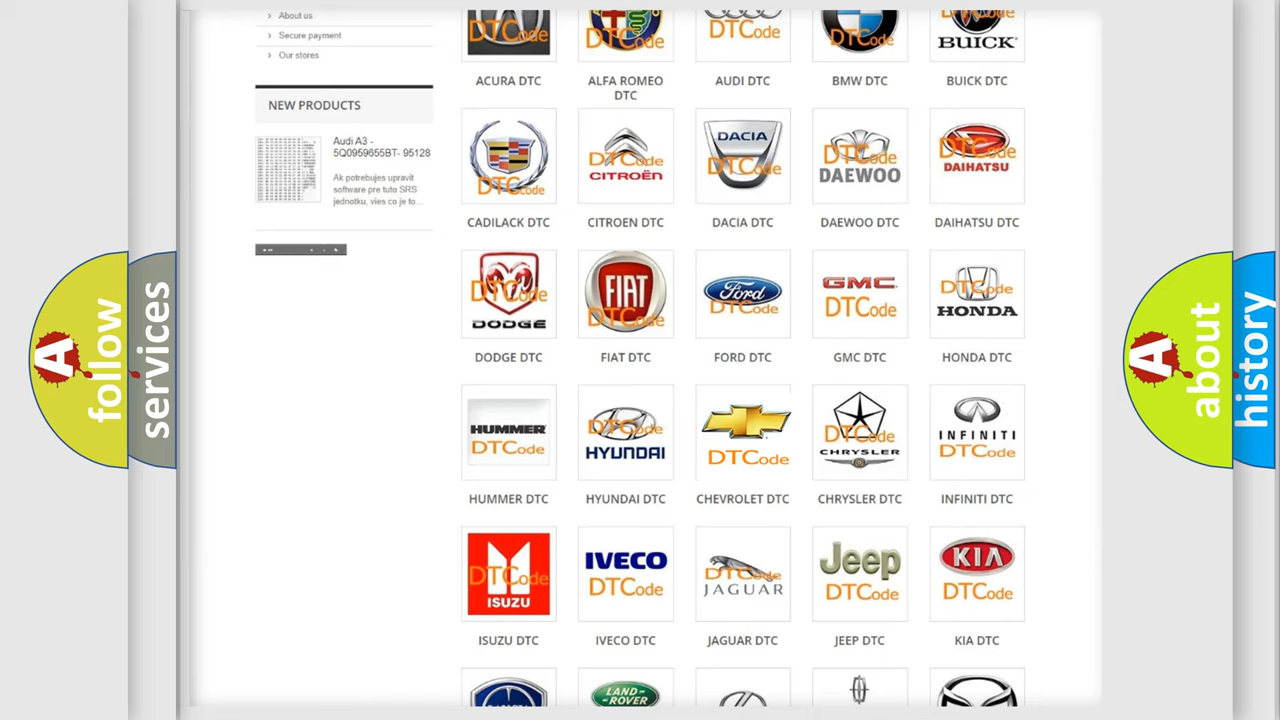 About us
Secure payment
Our stores
NEW PRODUCTS
Audi A3 -
5Q0959655BT- 95128
Ak potrebujes upravit
software pre tuto SRS
jednotku, vies co je to...
DTCode DTCode DTCode DTCode BUICK
ACURA DTC ALFA ROMEO DTC AUDI DTC BMW DTC BUICK DTC
DTCode DTCode CITROËN DACIA DTCode DTCode DAEWOO DTCode DAIHATSU
CADILACK DTC CITROEN DTC DACIA DTC DAEWOO DTC DAIHATSU DTC
DTCode DODGE FIAT DTCode Ford DTCode GMC DTCode DTCode HONDA
DODGE DTC FIAT DTC FORD DTC GMC DTC HONDA DTC
HUMMER DTCode DTCode HYUNDAI DTCode DTCode CHRYSLER INFINITI DTCode
HUMMER DTC HYUNDAI DTC CHEVROLET DTC CHRYSLER DTC INFINITI DTC
DTCode ISUZU IVECO DTCode DTCode JAGUAR Jeep DTCode KIA DTCode
ISUZU DTC IVECO DTC JAGUAR DTC JEEP DTC KIA DTC
LAND-
ROVER
A follow
services
A about
history